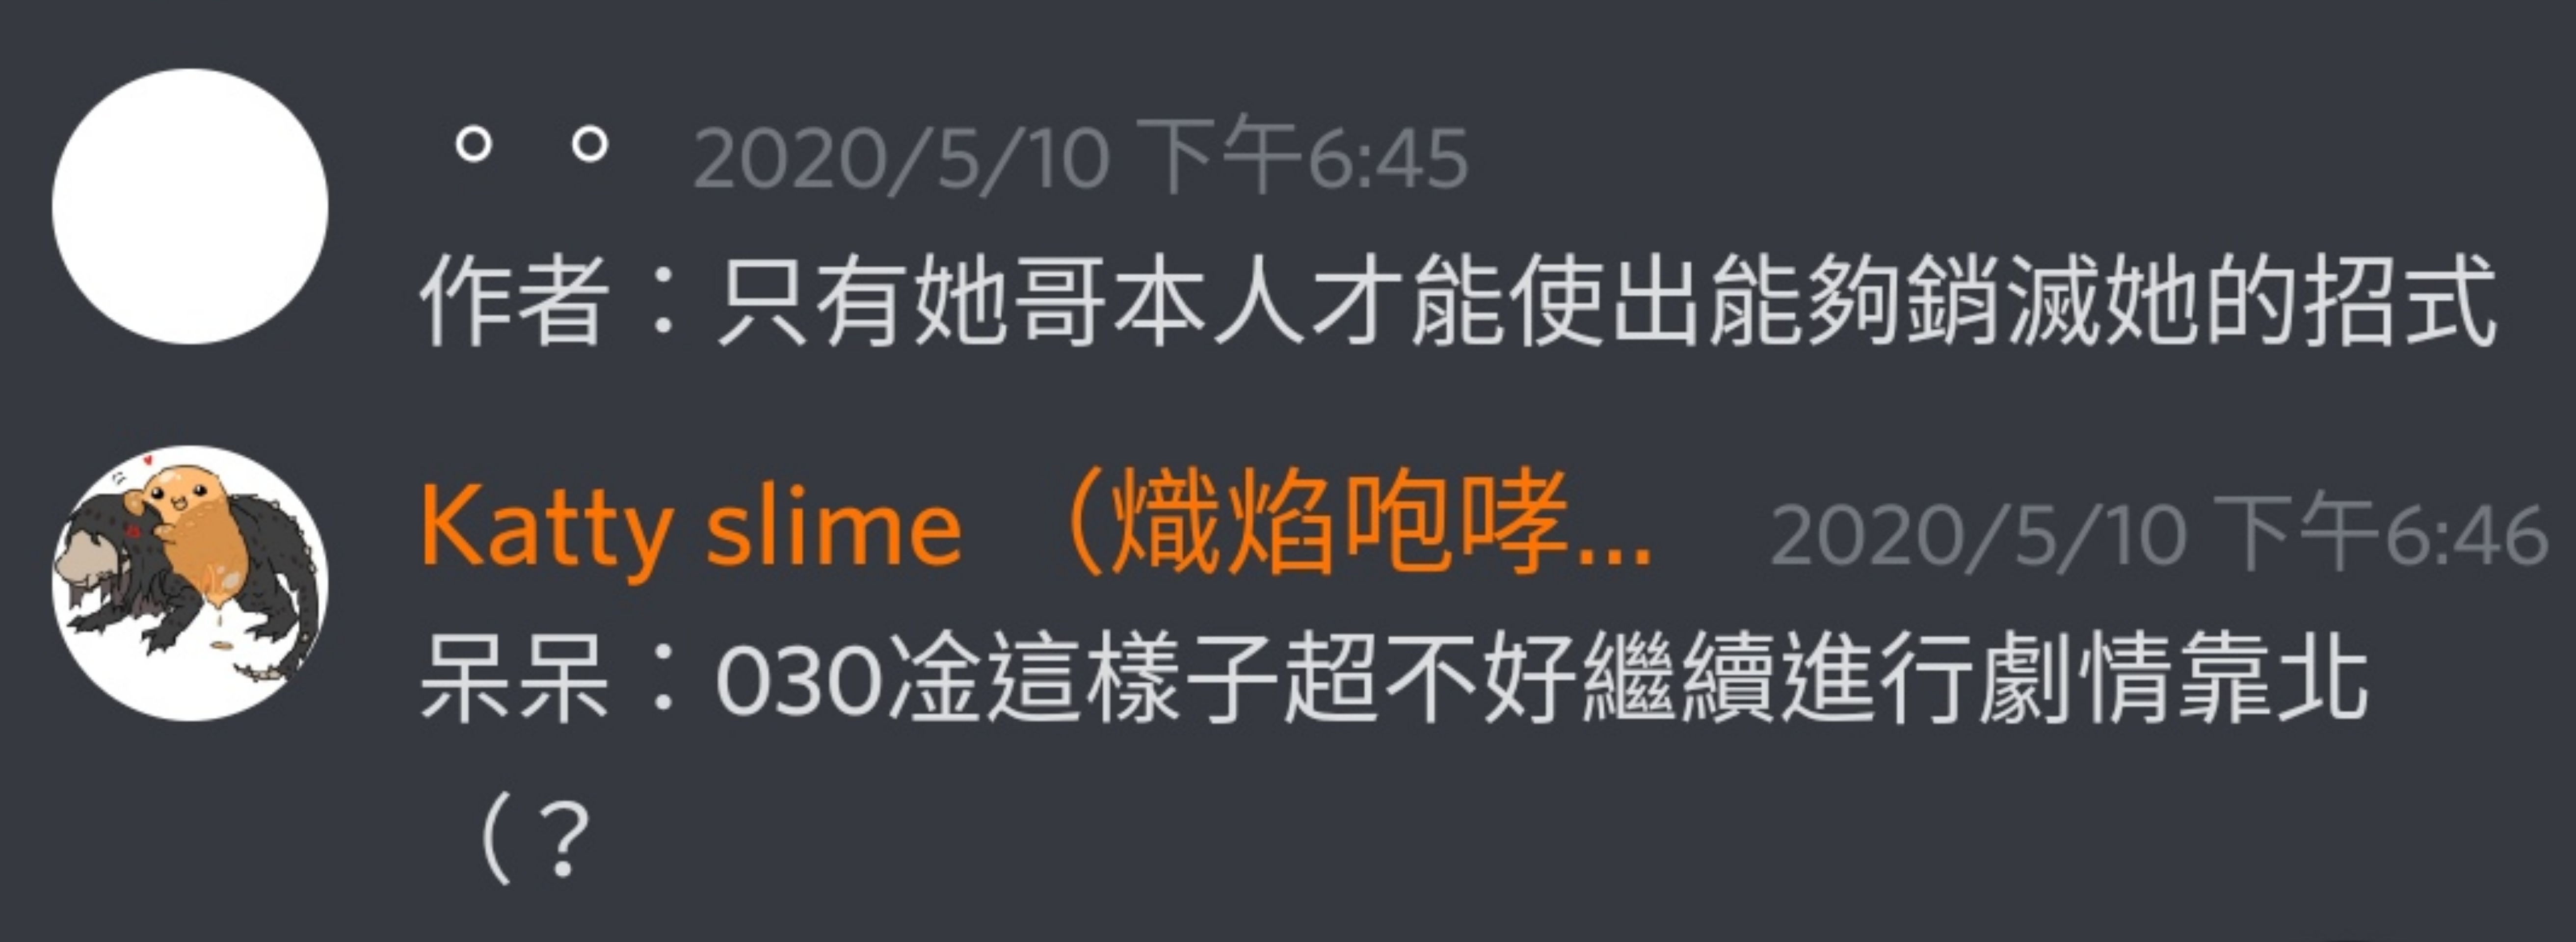 。。 2020/5/10 下午6:45
作者：只有她哥本人才能使出能夠銷滅她的招式
Katty slime （熾焰咆哮... 2020/5/10 下午6:46
呆呆：030凎這樣子超不好繼續進行劇情靠北
（？